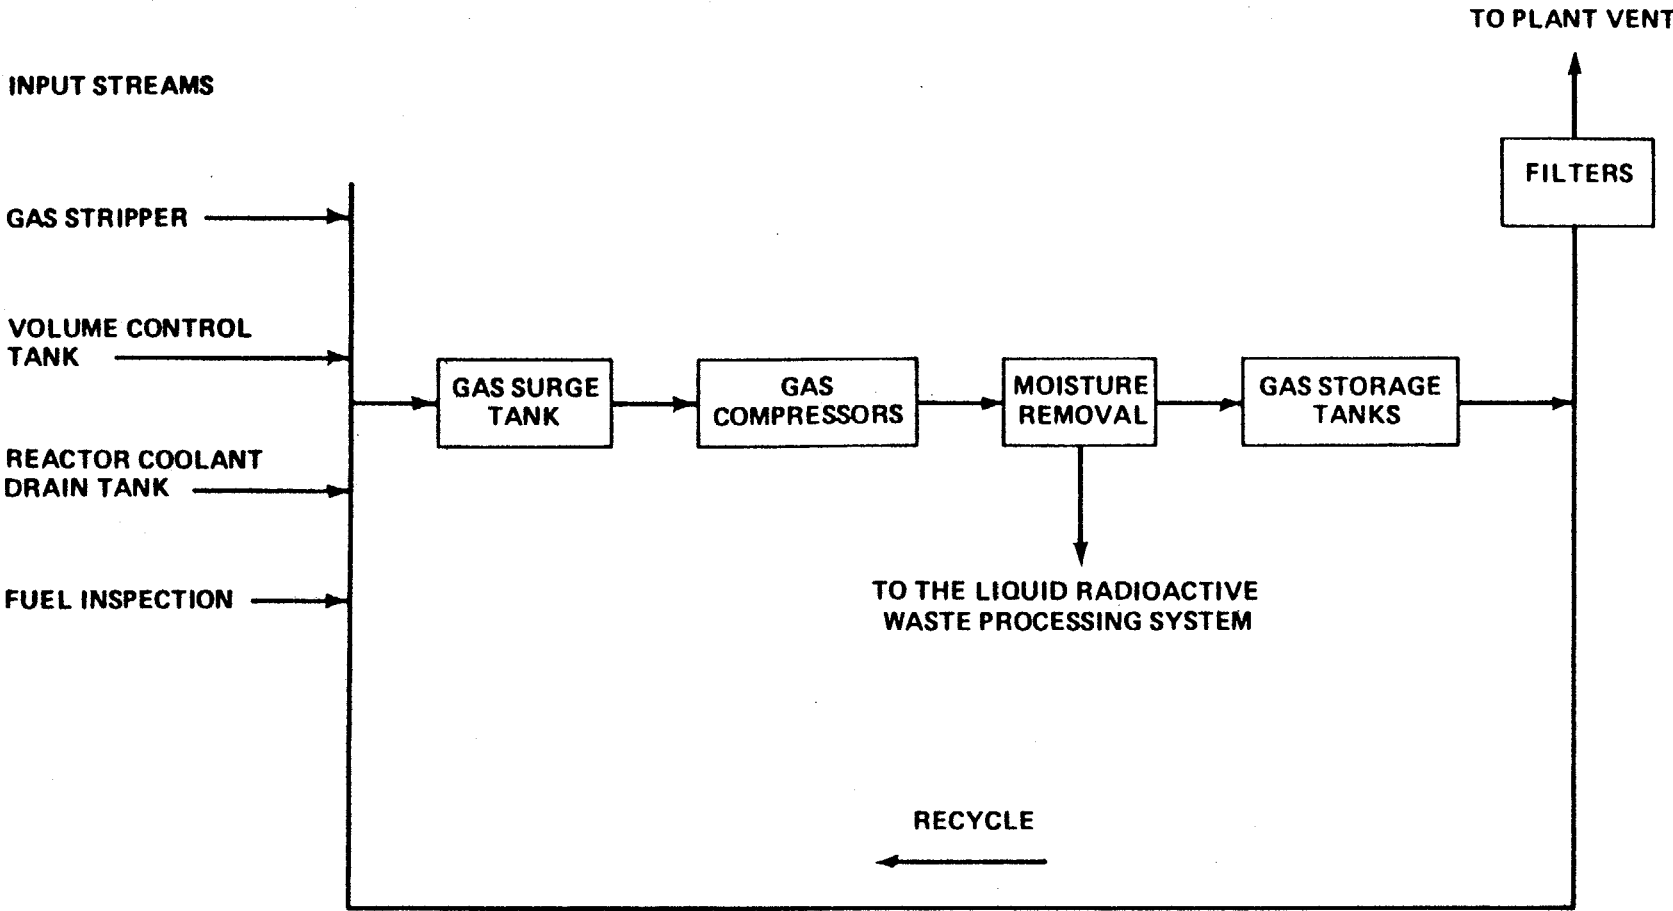 TO PLANT VENT
INPUT STREAMS
FILTERS
GAS STRIPPER
VOLUME CONTROL
TANK
GAS SURGE
TANK
GAS
COMPRESSORS
MOISTURE
REMOVAL
GAS STORAGE
TANKS
REACTOR COOLANT
DRAIN TANK
FUEL INSPECTION
TO THE LIQUID RADIOACTIVE
WASTE PROCESSING SYSTEM
RECYCLE